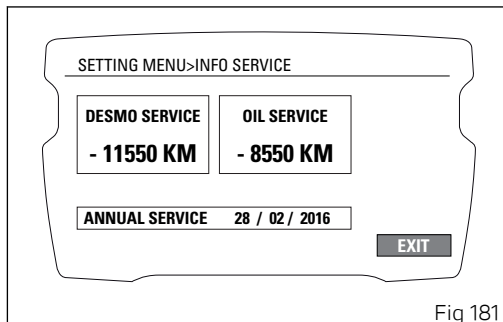 SETTING MENU>INFO SERVICE
DESMO SERVICE
- 11550 KM
OIL SERVICE
- 8550 KM
ANNUAL SERVICE 28 / 02 / 2016
EXIT
Fig 181